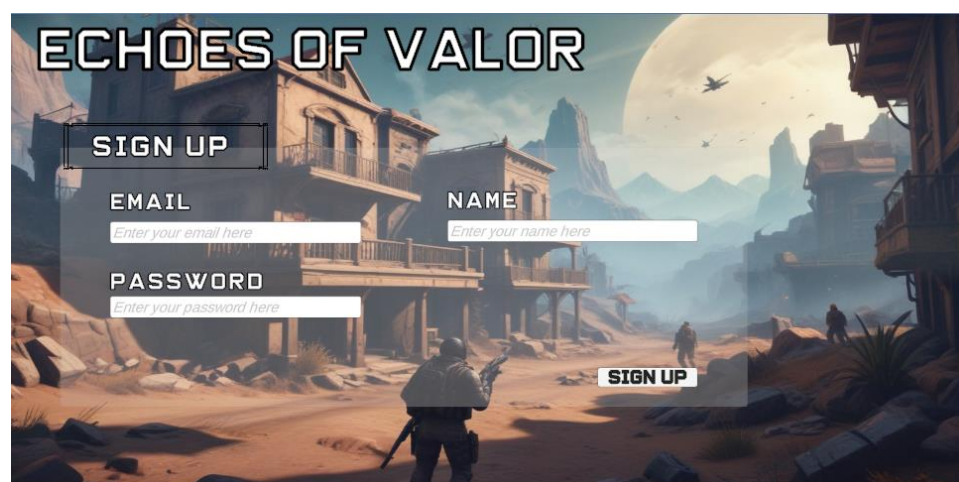 ECHOES OF VALOR
SIGN UP
EMAIL
NAME
Enter your email here
Enter your name here
PASSWORD
Enter your password here
SIGN UP